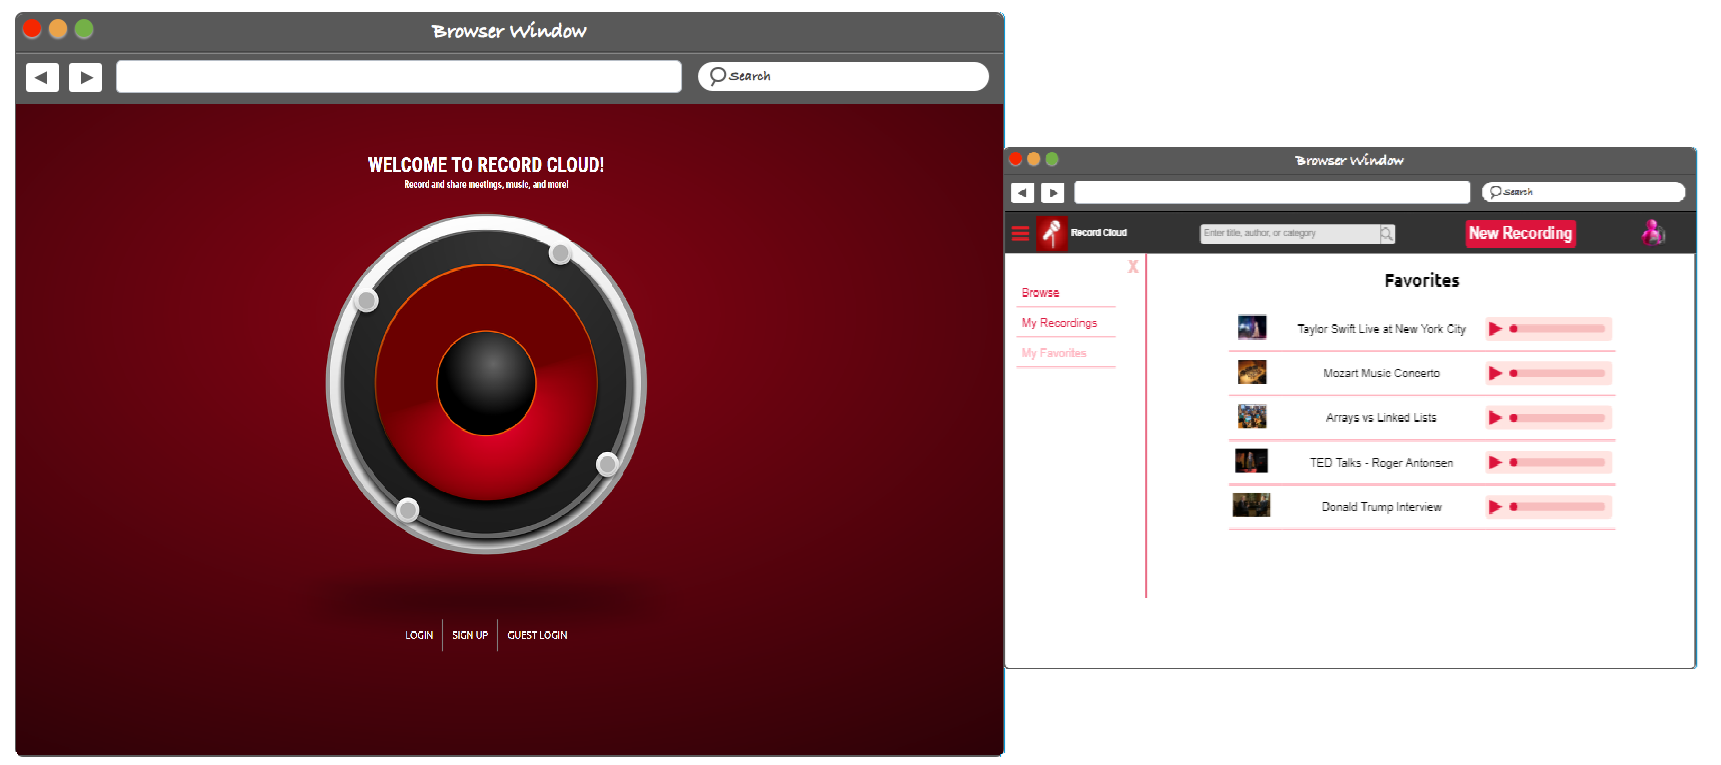 Browser Window
Search
WELCOME TO RECORD CLOUD!
Record and share meetings, music, and more!
LOGIN
SIGN UP
GUEST LOGIN
Browser Window
Search
Record Cloud
Enter title, author, or category
New Recording
X
Browse
My Recordings
My Favorites
Favorites
Taylor Swift Live at New York City
Mozart Music Concerto
Arrays vs Linked Lists
TED Talks - Roger Antonsen
Donald Trump Interview